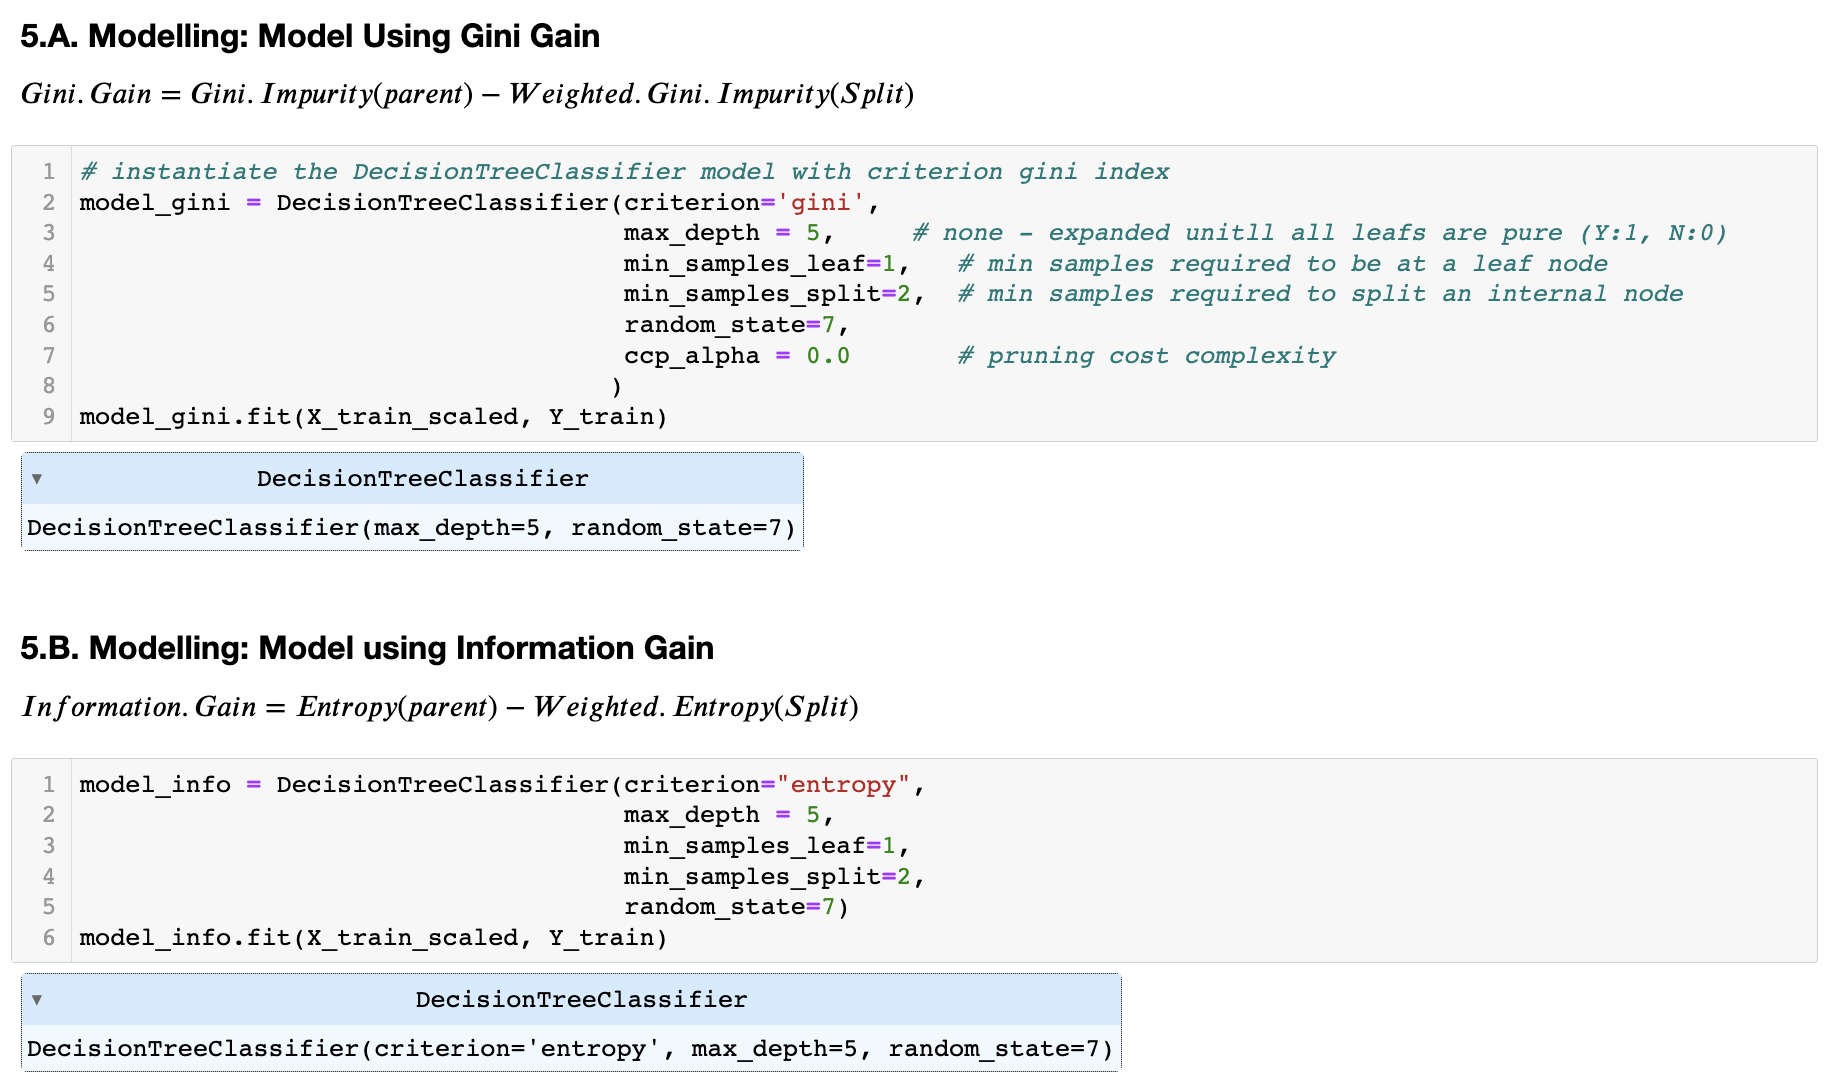 5.A. Modelling: Model Using Gini Gain
Gini. Gain = Gini. Impurity(parent) − Weighted. Gini. Impurity(Split)
1 # instantiate the DecisionTreeClassifier model with criterion gini index
2 model_gini = DecisionTreeClassifier(criterion='gini',
3 max_depth = 5, # none - expanded unitll all leafs are pure (Y:1, N:0)
4 min_samples_leaf=1, # min samples required to be at a leaf node
5 min_samples_split=2, # min samples required to split an internal node
6 random_state=7,
7 ccp_alpha = 0.0 # pruning cost complexity
8 )
9 model_gini.fit(X_train_scaled, Y_train)
▼ DecisionTreeClassifier
DecisionTreeClassifier(max_depth=5, random_state=7)
5.B. Modelling: Model using Information Gain
Information. Gain = Entropy(parent) − Weighted. Entropy(Split)
1 model_info = DecisionTreeClassifier(criterion="entropy",
2 max_depth = 5,
3 min_samples_leaf=1,
4 min_samples_split=2,
5 random_state=7)
6 model_info.fit(X_train_scaled, Y_train)
▼ DecisionTreeClassifier
DecisionTreeClassifier(criterion='entropy', max_depth=5, random_state=7)